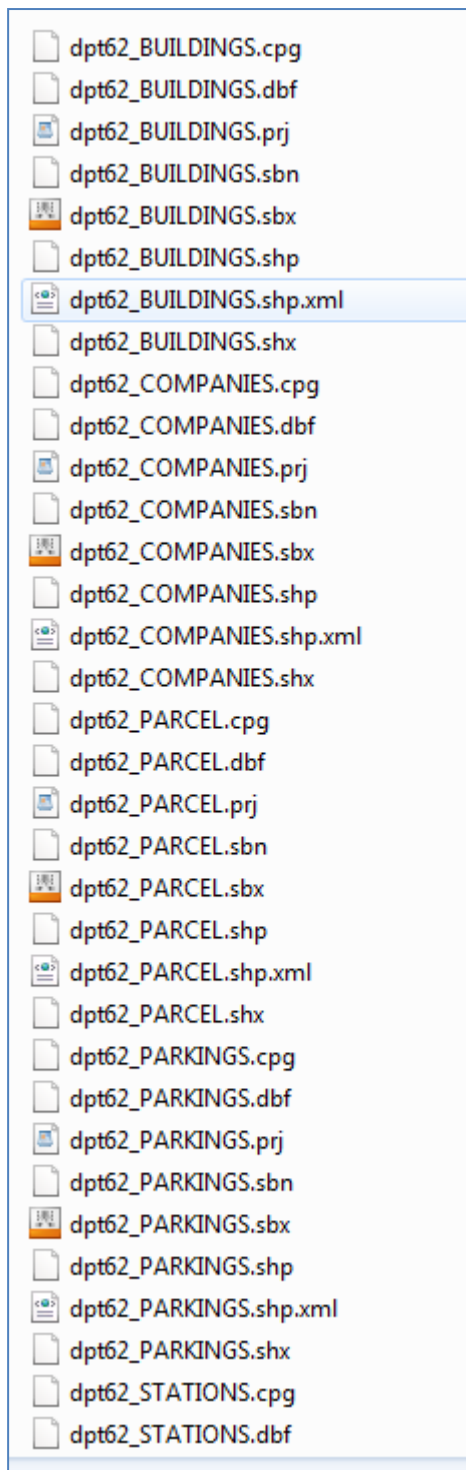 dpt62_BUILDINGS.cpg
dpt62_BUILDINGS.dbf
dpt62_BUILDINGS.prj
dpt62_BUILDINGS.sbn
dpt62_BUILDINGS.sbx
dpt62_BUILDINGS.shp
dpt62_BUILDINGS.shp.xml
dpt62_BUILDINGS.shx
dpt62_COMPANIES.cpg
dpt62_COMPANIES.dbf
dpt62_COMPANIES.prj
dpt62_COMPANIES.sbn
dpt62_COMPANIES.sbx
dpt62_COMPANIES.shp
dpt62_COMPANIES.shp.xml
dpt62_COMPANIES.shx
dpt62_PARCEL.cpg
dpt62_PARCEL.dbf
dpt62_PARCEL.prj
dpt62_PARCEL.sbn
dpt62_PARCEL.sbx
dpt62_PARCEL.shp
dpt62_PARCEL.shp.xml
dpt62_PARCEL.shx
dpt62_PARKINGS.cpg
dpt62_PARKINGS.dbf
dpt62_PARKINGS.prj
dpt62_PARKINGS.sbn
dpt62_PARKINGS.sbx
dpt62_PARKINGS.shp
dpt62_PARKINGS.shp.xml
dpt62_PARKINGS.shx
dpt62_STATIONS.cpg
dpt62_STATIONS.dbf